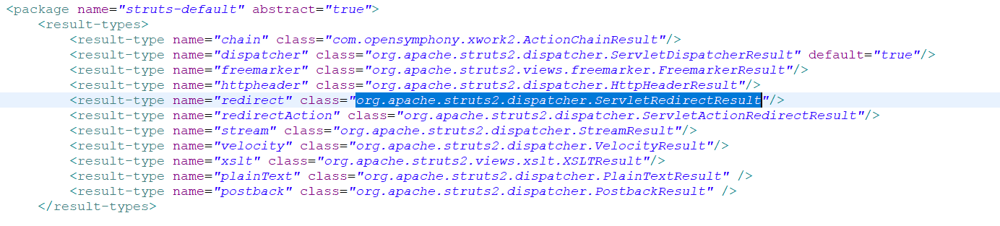 <package name="struts-default" abstract="true">
<result-types>
<result-type name="chain" class="com.opensymphony.xwork2.ActionChainResult"/>
<result-type name="dispatcher" class="org.apache.struts2.dispatcher.ServletDispatcherResult" default="true"/>
<result-type name="freemarker" class="org.apache.struts2.views.freemarker.FreemarkerResult"/>
<result-type name="httpheader" class="org.apache.struts2.dispatcher.HttpHeaderResult"/>
<result-type name="redirect" class="org.apache.struts2.dispatcher.ServletRedirectResult"/>
<result-type name="redirectAction" class="org.apache.struts2.dispatcher.ServletActionRedirectResult"/>
<result-type name="stream" class="org.apache.struts2.dispatcher.StreamResult"/>
<result-type name="velocity" class="org.apache.struts2.dispatcher.VelocityResult"/>
<result-type name="xslt" class="org.apache.struts2.views.xslt.XSLTResult"/>
<result-type name="plainText" class="org.apache.struts2.dispatcher.PlainTextResult" />
<result-type name="postback" class="org.apache.struts2.dispatcher.PostbackResult" />
</result-types>